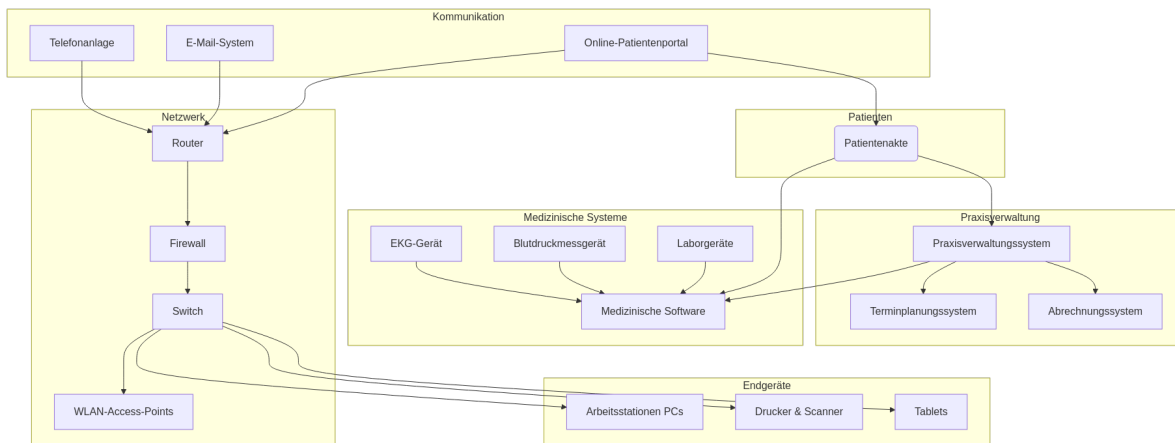 Kommunikation
Telefonanlage
E-Mail-System
Online-Patientenportal
Netzwerk
Router
Patienten
Patientenakte
Medizinische Systeme
EKG-Gerät
Blutdruckmessgerät
Laborgeräte
Praxisverwaltung
Praxisverwaltungssystem
Firewall
Switch
Medizinische Software
Terminplanungssystem
Abrechnungssystem
Endgeräte
WLAN-Access-Points
Arbeitsstationen PCs
Drucker & Scanner
Tablets